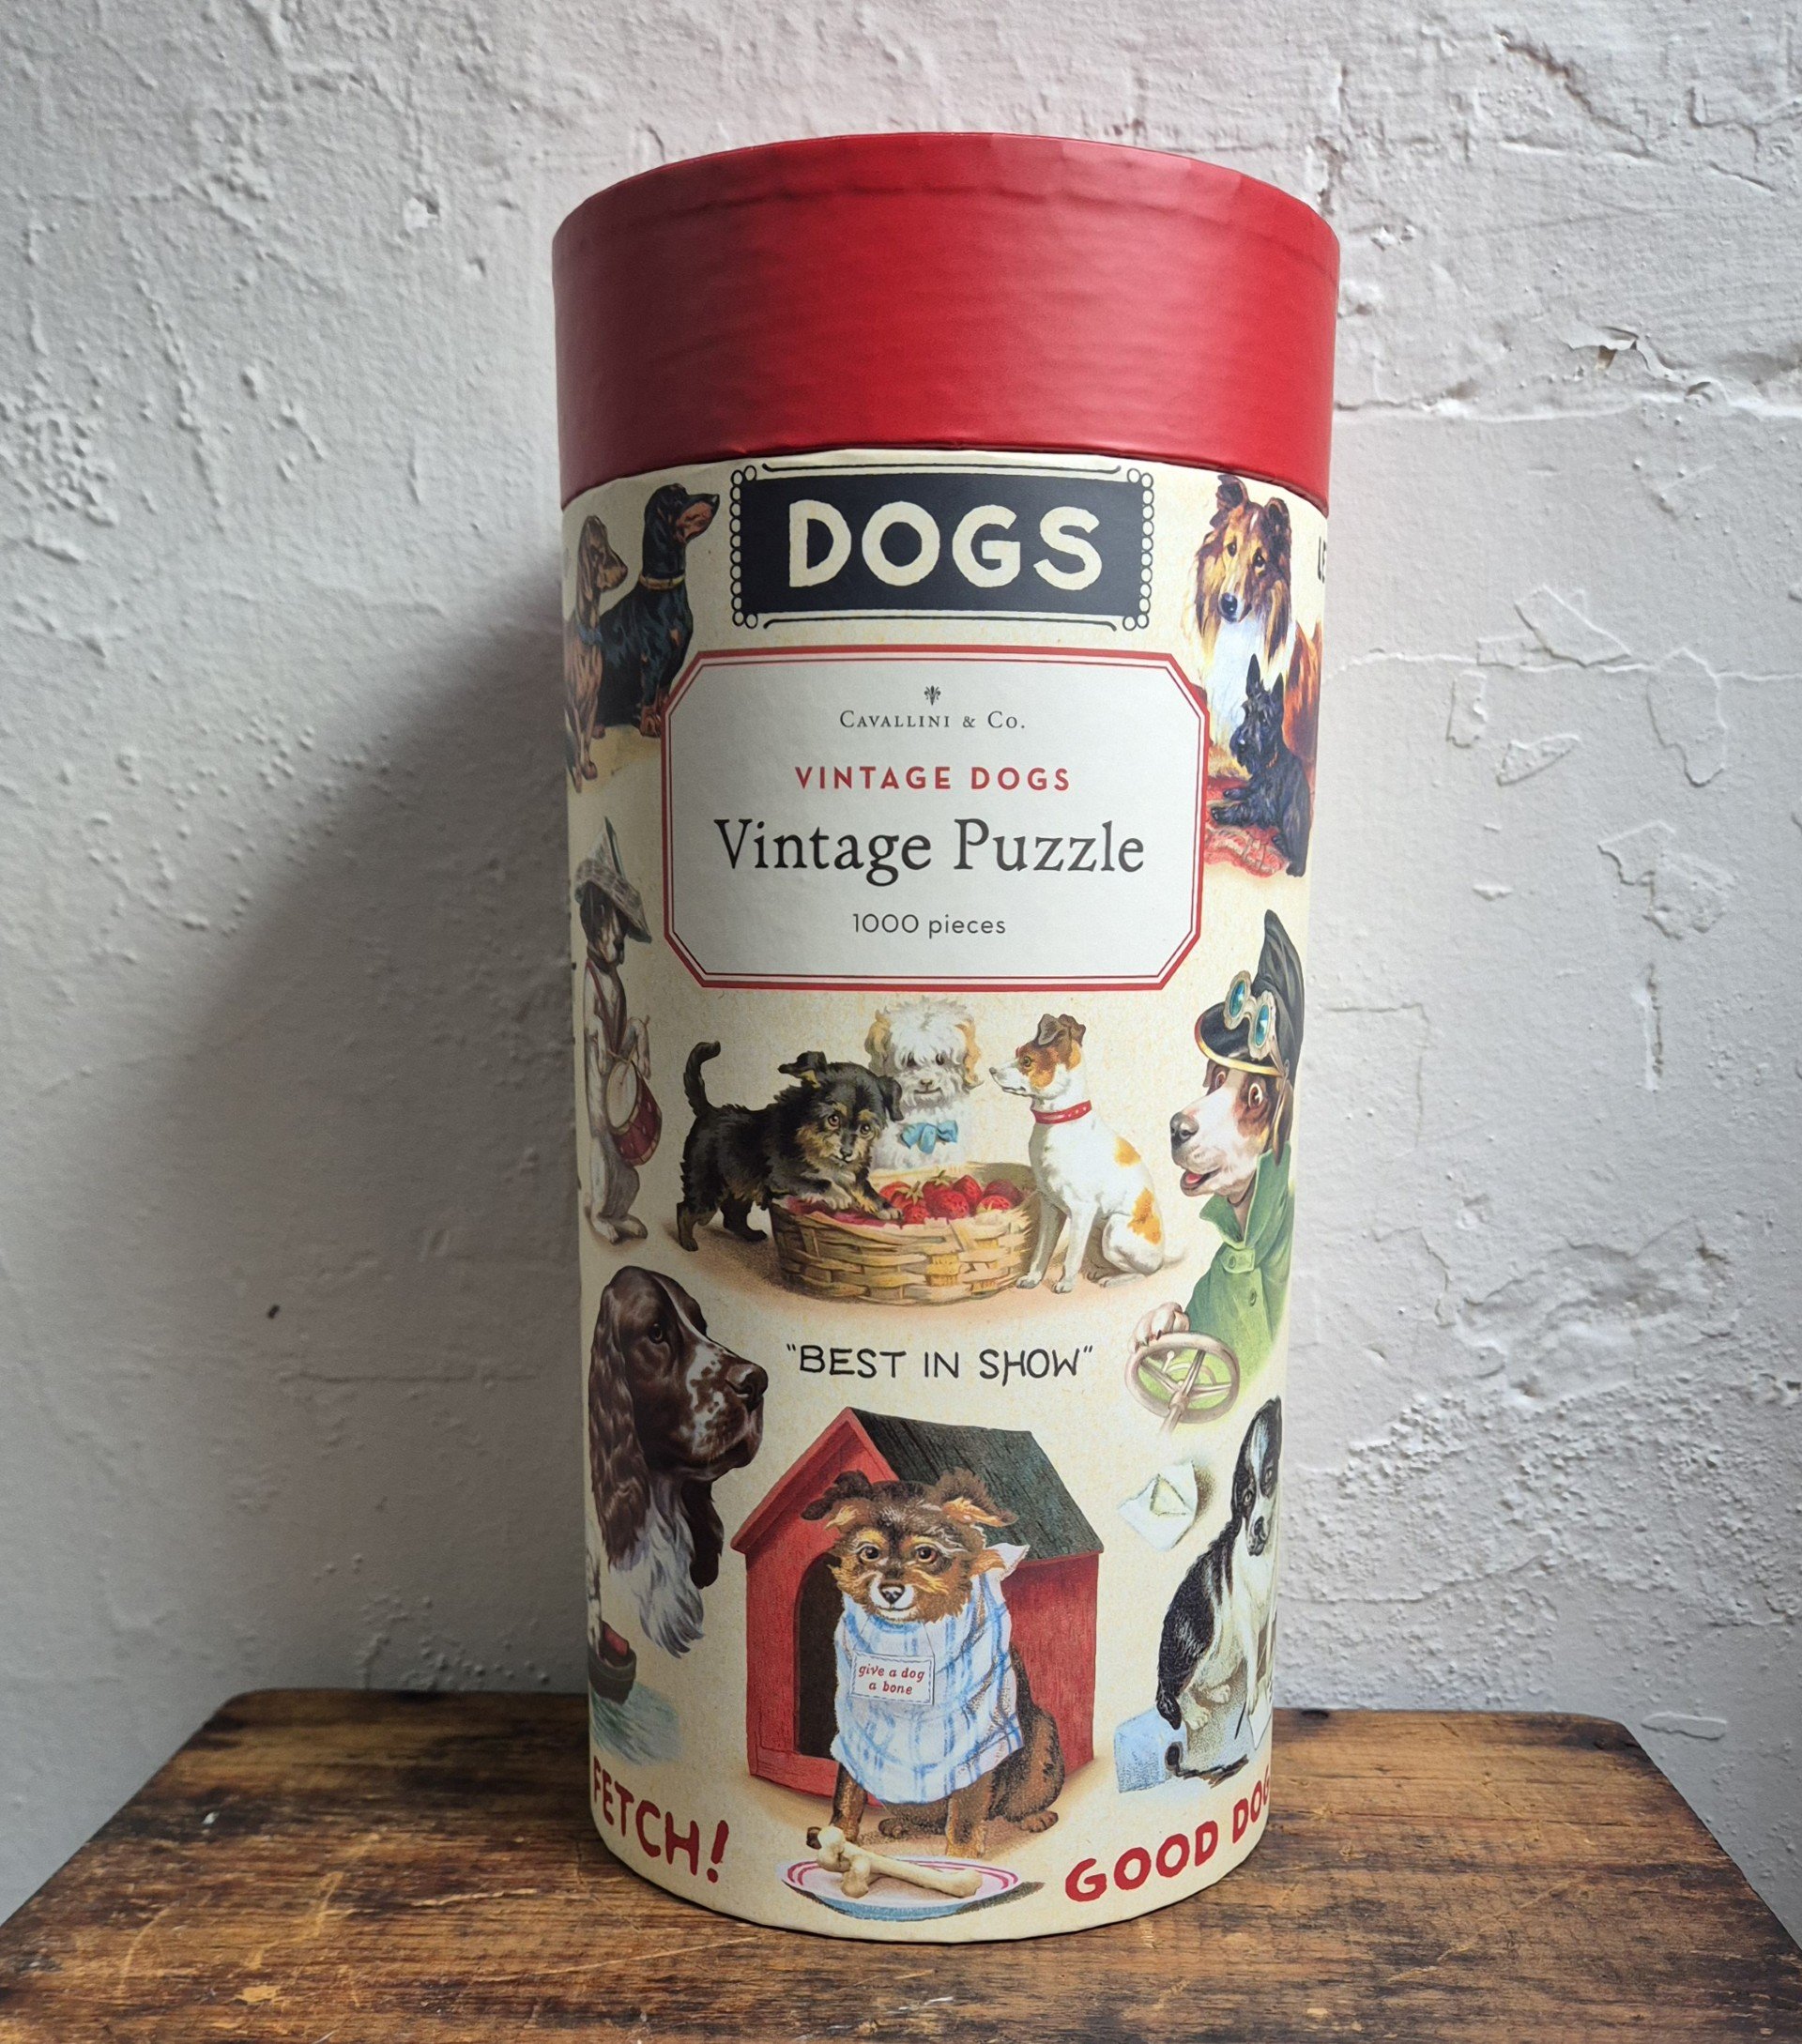 DOGS
CAVALLINI & CO.
VINTAGE DOGS
Vintage Puzzle
1000 pieces
"BEST IN SHOW"
give a dog
a bone
FETCH!
GOOD DOG